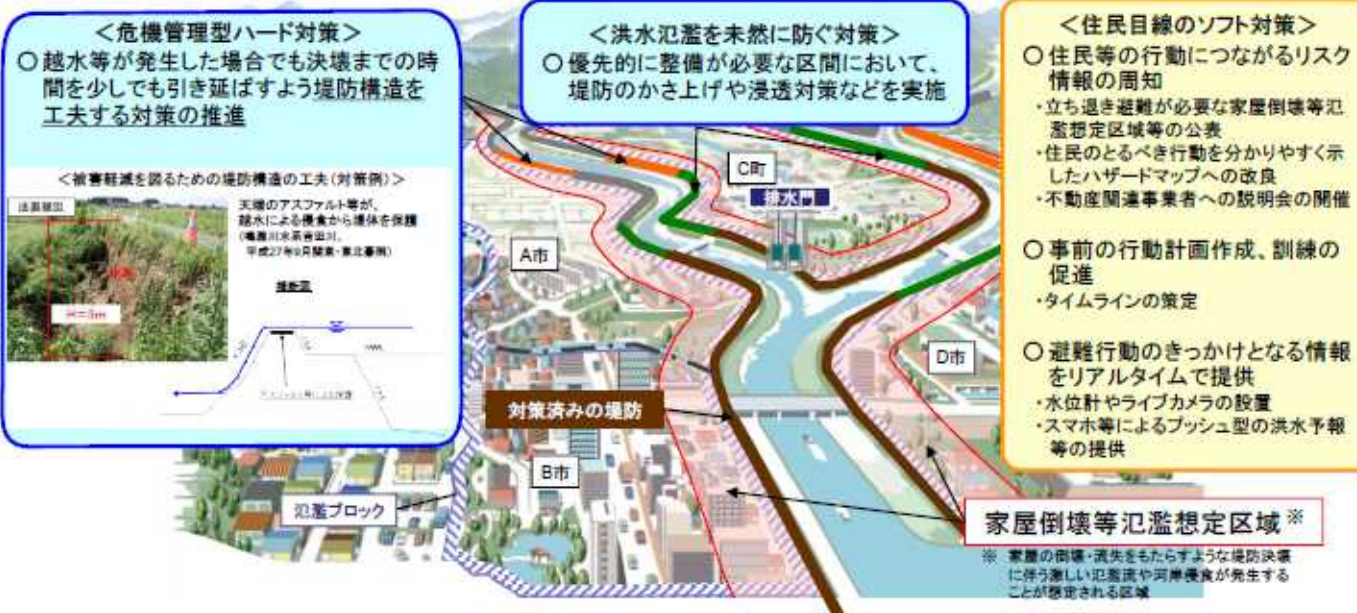 ＜危機管理型ハード対策＞
○ 越水等が発生した場合でも決壊までの時
間を少しでも引き延ばすよう堤防構造を
工夫する対策の推進
＜被害軽減を図るための堤防構造の工夫(対策例)＞
天端のアスファルト等が、
越水による侵食から堤体を保護
平成27年9月関東・東北豪雨)
横断図
H=3m
＜洪水氾濫を未然に防ぐ対策＞
○ 優先的に整備が必要な区間において、
堤防のかさ上げや浸透対策などを実施
＜住民目線のソフト対策＞
○ 住民等の行動につながるリスク
情報の周知
・立ち退き避難が必要な家屋倒壊等氾
濫想定区域等の公表
・住民のとるべき行動を分かりやすく示
したハザードマップへの改良
・不動産関連事業者への説明会の開催
○ 事前の行動計画作成、訓練の
促進
・タイムラインの策定
○ 避難行動のきっかけとなる情報
をリアルタイムで提供
・水位計やライブカメラの設置
・スマホ等によるプッシュ型の洪水予報
等の提供
C町
排水門
A市
D市
対策済みの堤防
B市
氾濫ブロック
家屋倒壊等氾濫想定区域※
※ 家屋の倒壊・流失をもたらすような堤防決壊
に伴う激しい氾濫流や河岸侵食が発生する
ことが想定される区域